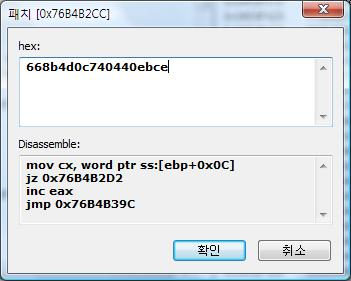 패치 [0x76B4B2CC]
hex:
668b4d0c740440ebce
Disassemble:
mov cx, word ptr ss:[ebp+0x0C]
jz 0x76B4B2D2
inc eax
jmp 0x76B4B39C
확인
취소